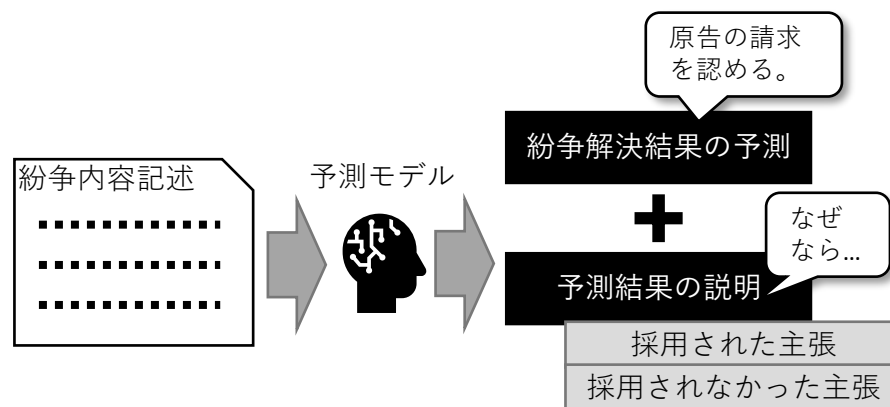 原告の請求
を認める。
紛争解決結果の予測
紛争内容記述
予測モデル
なぜ
なら…
予測結果の説明
採用された主張
採用されなかった主張